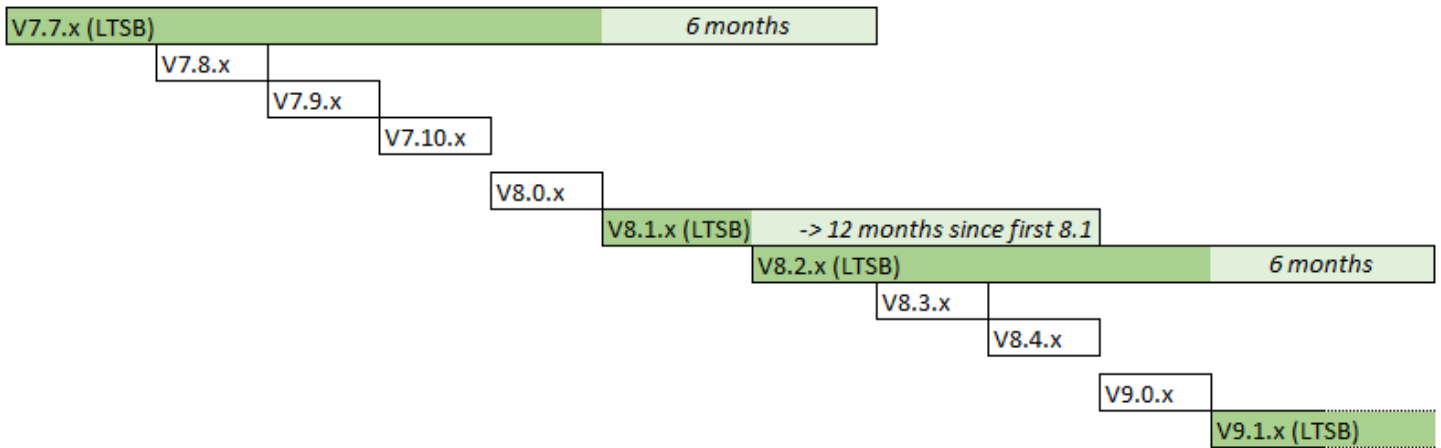 V7.7.x (LTSB) 6 months
V7.8.x
V7.9.x
V7.10.x
V8.0.x
V8.1.x (LTSB) -> 12 months since first 8.1
V8.2.x (LTSB) 6 months
V8.3.x
V8.4.x
V9.0.x
V9.1.x (LTSB)